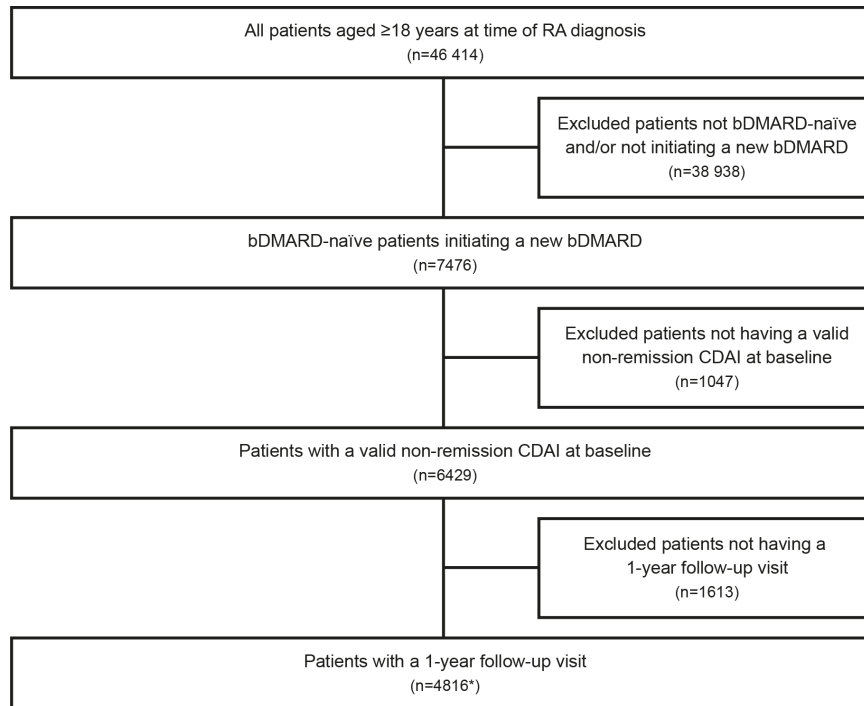 All patients aged ≥18 years at time of RA diagnosis
(n=46 414)
Excluded patients not bDMARD-naïve
and/or not initiating a new bDMARD
(n=38 938)
bDMARD-naïve patients initiating a new bDMARD
(n=7476)
Excluded patients not having a valid
non-remission CDAI at baseline
(n=1047)
Patients with a valid non-remission CDAI at baseline
(n=6429)
Excluded patients not having a
1-year follow-up visit
(n=1613)
Patients with a 1-year follow-up visit
(n=4816*)